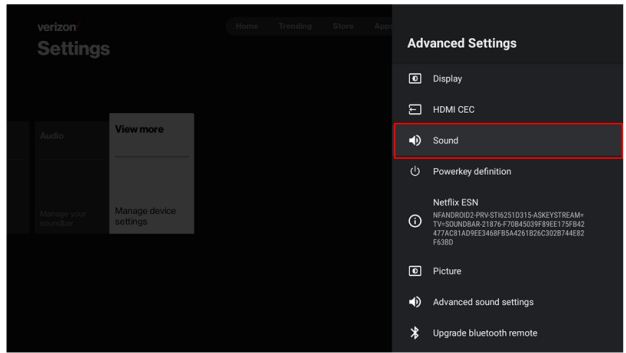 verizon
Settings
Home Trending Store Apps
Audio
Manage your
soundbar
View more
Manage device
settings
Advanced Settings
Display
HDMI CEC
Sound
Powerkey definition
Netflix ESN
NFANDROID2-PRV-STI6251D315-ASKEYSTREAM=
TV=SOUNDBAR-21876-F70B45039F89EE175FB42
477AC81AD9EE3468FB5A4261B26C302B744E82
F63BD
Picture
Advanced sound settings
Upgrade bluetooth remote